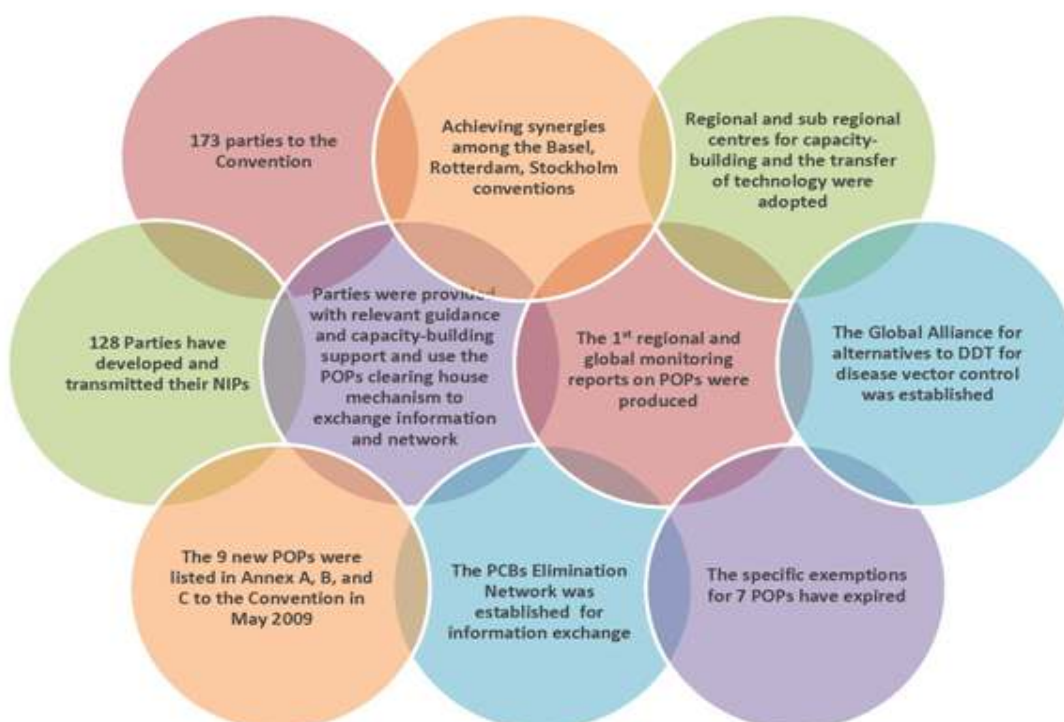 173 parties to the
Convention
Achieving synergies
among the Basel,
Rotterdam, Stockholm
conventions
Regional and sub regional
centres for capacity-
building and the transfer
of technology were
adopted
128 Parties have
developed and
transmitted their NIPs
Parties were provided
with relevant guidance
and capacity-building
support and use the
POPs clearing house
mechanism to
exchange information
and network
The 1st regional and
global monitoring
reports on POPs were
produced
The Global Alliance for
alternatives to DDT for
disease vector control
was established
The 9 new POPs were
listed in Annex A, B, and
C to the Convention in
May 2009
The PCBs Elimination
Network was
established for
information exchange
The specific exemptions
for 7 POPs have expired